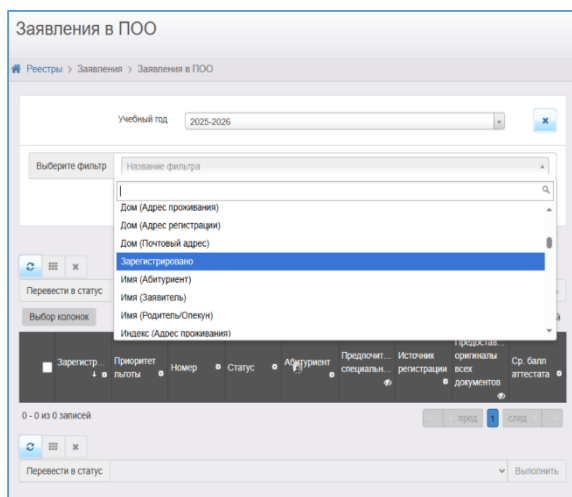 Заявления в ПОО
Реестры > Заявления > Заявления в ПОО
Учебный год 2025-2026
Выберите фильтр Название фильтра
Дом (Адрес проживания)
Дом (Адрес регистрации)
Дом (Почтовый адрес)
Зарегистрировано
Имя (Абитуриент)
Имя (Заявитель)
Имя (Родитель/Опекун)
Индекс (Адрес проживания)
Перевести в статус
Выбор колонок
Зарегистр... Приоритет льготы Номер Статус Абитуриент Предпочит... специальн... Источник регистрации Предостав... оригиналы всех документов Ср. балл аттестата
0 - 0 из 0 записей
пред 1 след
Перевести в статус Выполнить